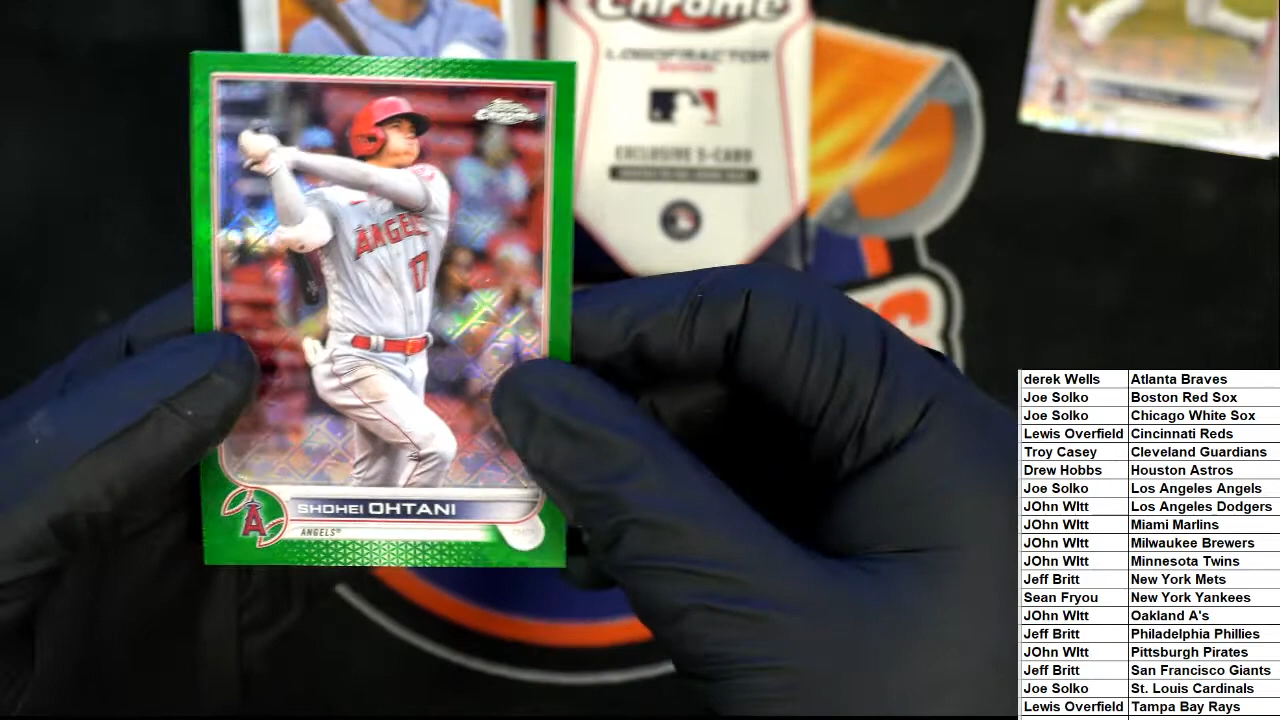 Chrome
LOGOFRACTOR
EDITION
EXCLUSIVE 5-CARD
Topps
Chrome
ANGELS
17
SHOHEI OHTANI
ANGELS®
A
derek Wells Atlanta Braves
Joe Solko Boston Red Sox
Joe Solko Chicago White Sox
Lewis Overfield Cincinnati Reds
Troy Casey Cleveland Guardians
Drew Hobbs Houston Astros
Joe Solko Los Angeles Angels
JOhn WItt Los Angeles Dodgers
JOhn WItt Miami Marlins
JOhn WItt Milwaukee Brewers
JOhn WItt Minnesota Twins
Jeff Britt New York Mets
Sean Fryou New York Yankees
JOhn WItt Oakland A's
Jeff Britt Philadelphia Phillies
JOhn WItt Pittsburgh Pirates
Jeff Britt San Francisco Giants
Joe Solko St. Louis Cardinals
Lewis Overfield Tampa Bay Rays